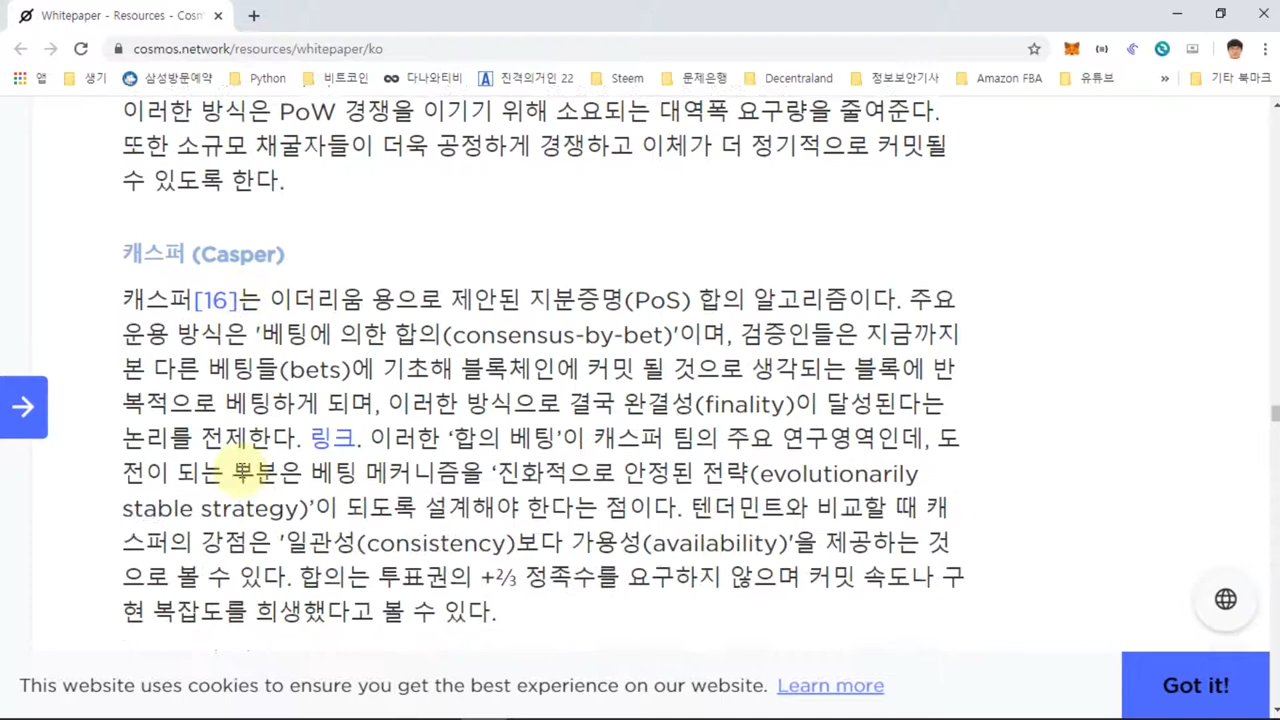 Whitepaper - Resources - Cosm
cosmos.network/resources/whitepaper/ko
앱 생기 삼성방문예약 Python 비트코인 다나와티비 진격의거인 22 Steem 문제은행 Decentraland 정보보안기사 Amazon FBA 유튜브 » 기타 북마크
이러한 방식은 PoW 경쟁을 이기기 위해 소요되는 대역폭 요구량을 줄여준다.
또한 소규모 채굴자들이 더욱 공정하게 경쟁하고 이체가 더 정기적으로 커밋될
수 있도록 한다.
캐스퍼 (Casper)
캐스퍼[16]는 이더리움 용으로 제안된 지분증명(PoS) 합의 알고리즘이다. 주요
운용 방식은 '베팅에 의한 합의(consensus-by-bet)'이며, 검증인들은 지금까지
본 다른 베팅들(bets)에 기초해 블록체인에 커밋 될 것으로 생각되는 블록에 반
복적으로 베팅하게 되며, 이러한 방식으로 결국 완결성(finality)이 달성된다는
논리를 전제한다. 링크. 이러한 ‘합의 베팅’이 캐스퍼 팀의 주요 연구영역인데, 도
전이 되는 부분은 베팅 메커니즘을 ‘진화적으로 안정된 전략(evolutionarily
stable strategy)’이 되도록 설계해야 한다는 점이다. 텐더민트와 비교할 때 캐
스퍼의 강점은 '일관성(consistency)보다 가용성(availability)'을 제공하는 것
으로 볼 수 있다. 합의는 투표권의 +⅔ 정족수를 요구하지 않으며 커밋 속도나 구
현 복잡도를 희생했다고 볼 수 있다.
This website uses cookies to ensure you get the best experience on our website. Learn more
Got it!